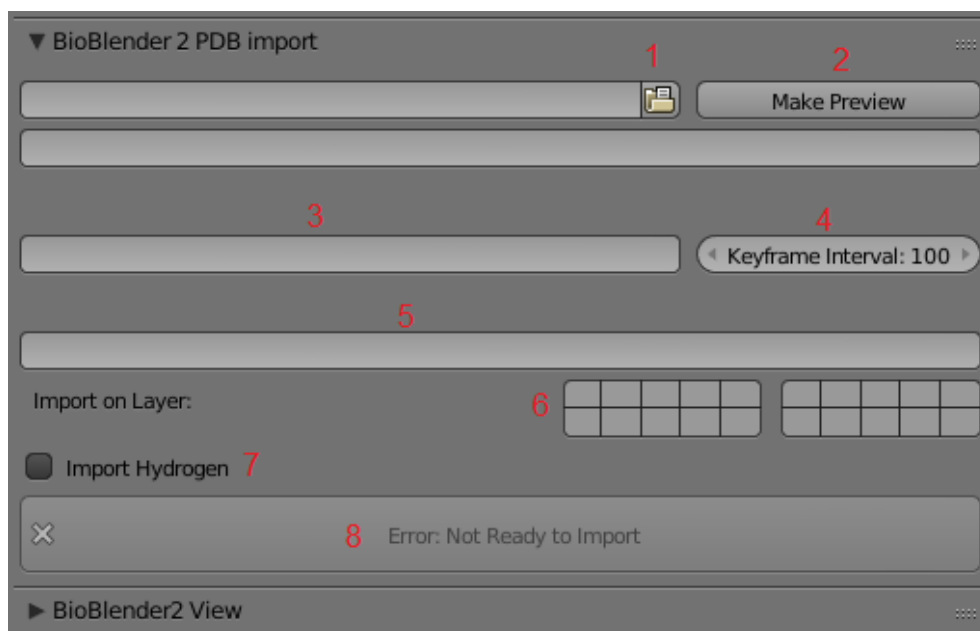 BioBlender 2 PDB import
1
2
Make Preview
3
4
Keyframe Interval: 100
5
Import on Layer:
6
Import Hydrogen 7
8 Error: Not Ready to Import
BioBlender2 View